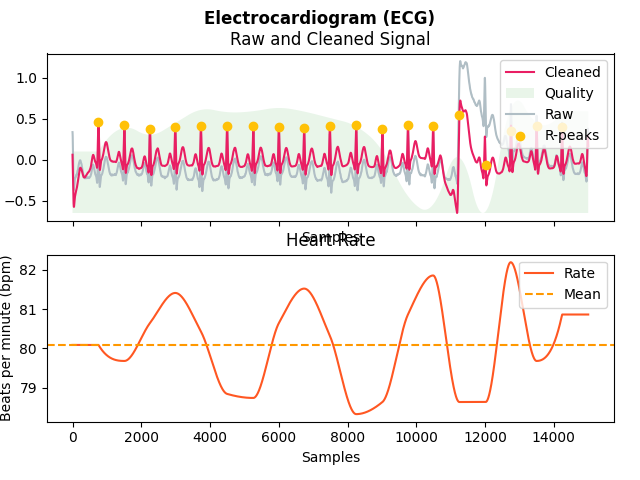 Electrocardiogram (ECG)
Raw and Cleaned Signal
1.0
0.5
0.0
−0.5
Cleaned
Quality
Raw
R-peaks
Samples
Heart Rate
Beats per minute (bpm)
82
81
80
79
Rate
Mean
0 2000 4000 6000 8000 10000 12000 14000
Samples